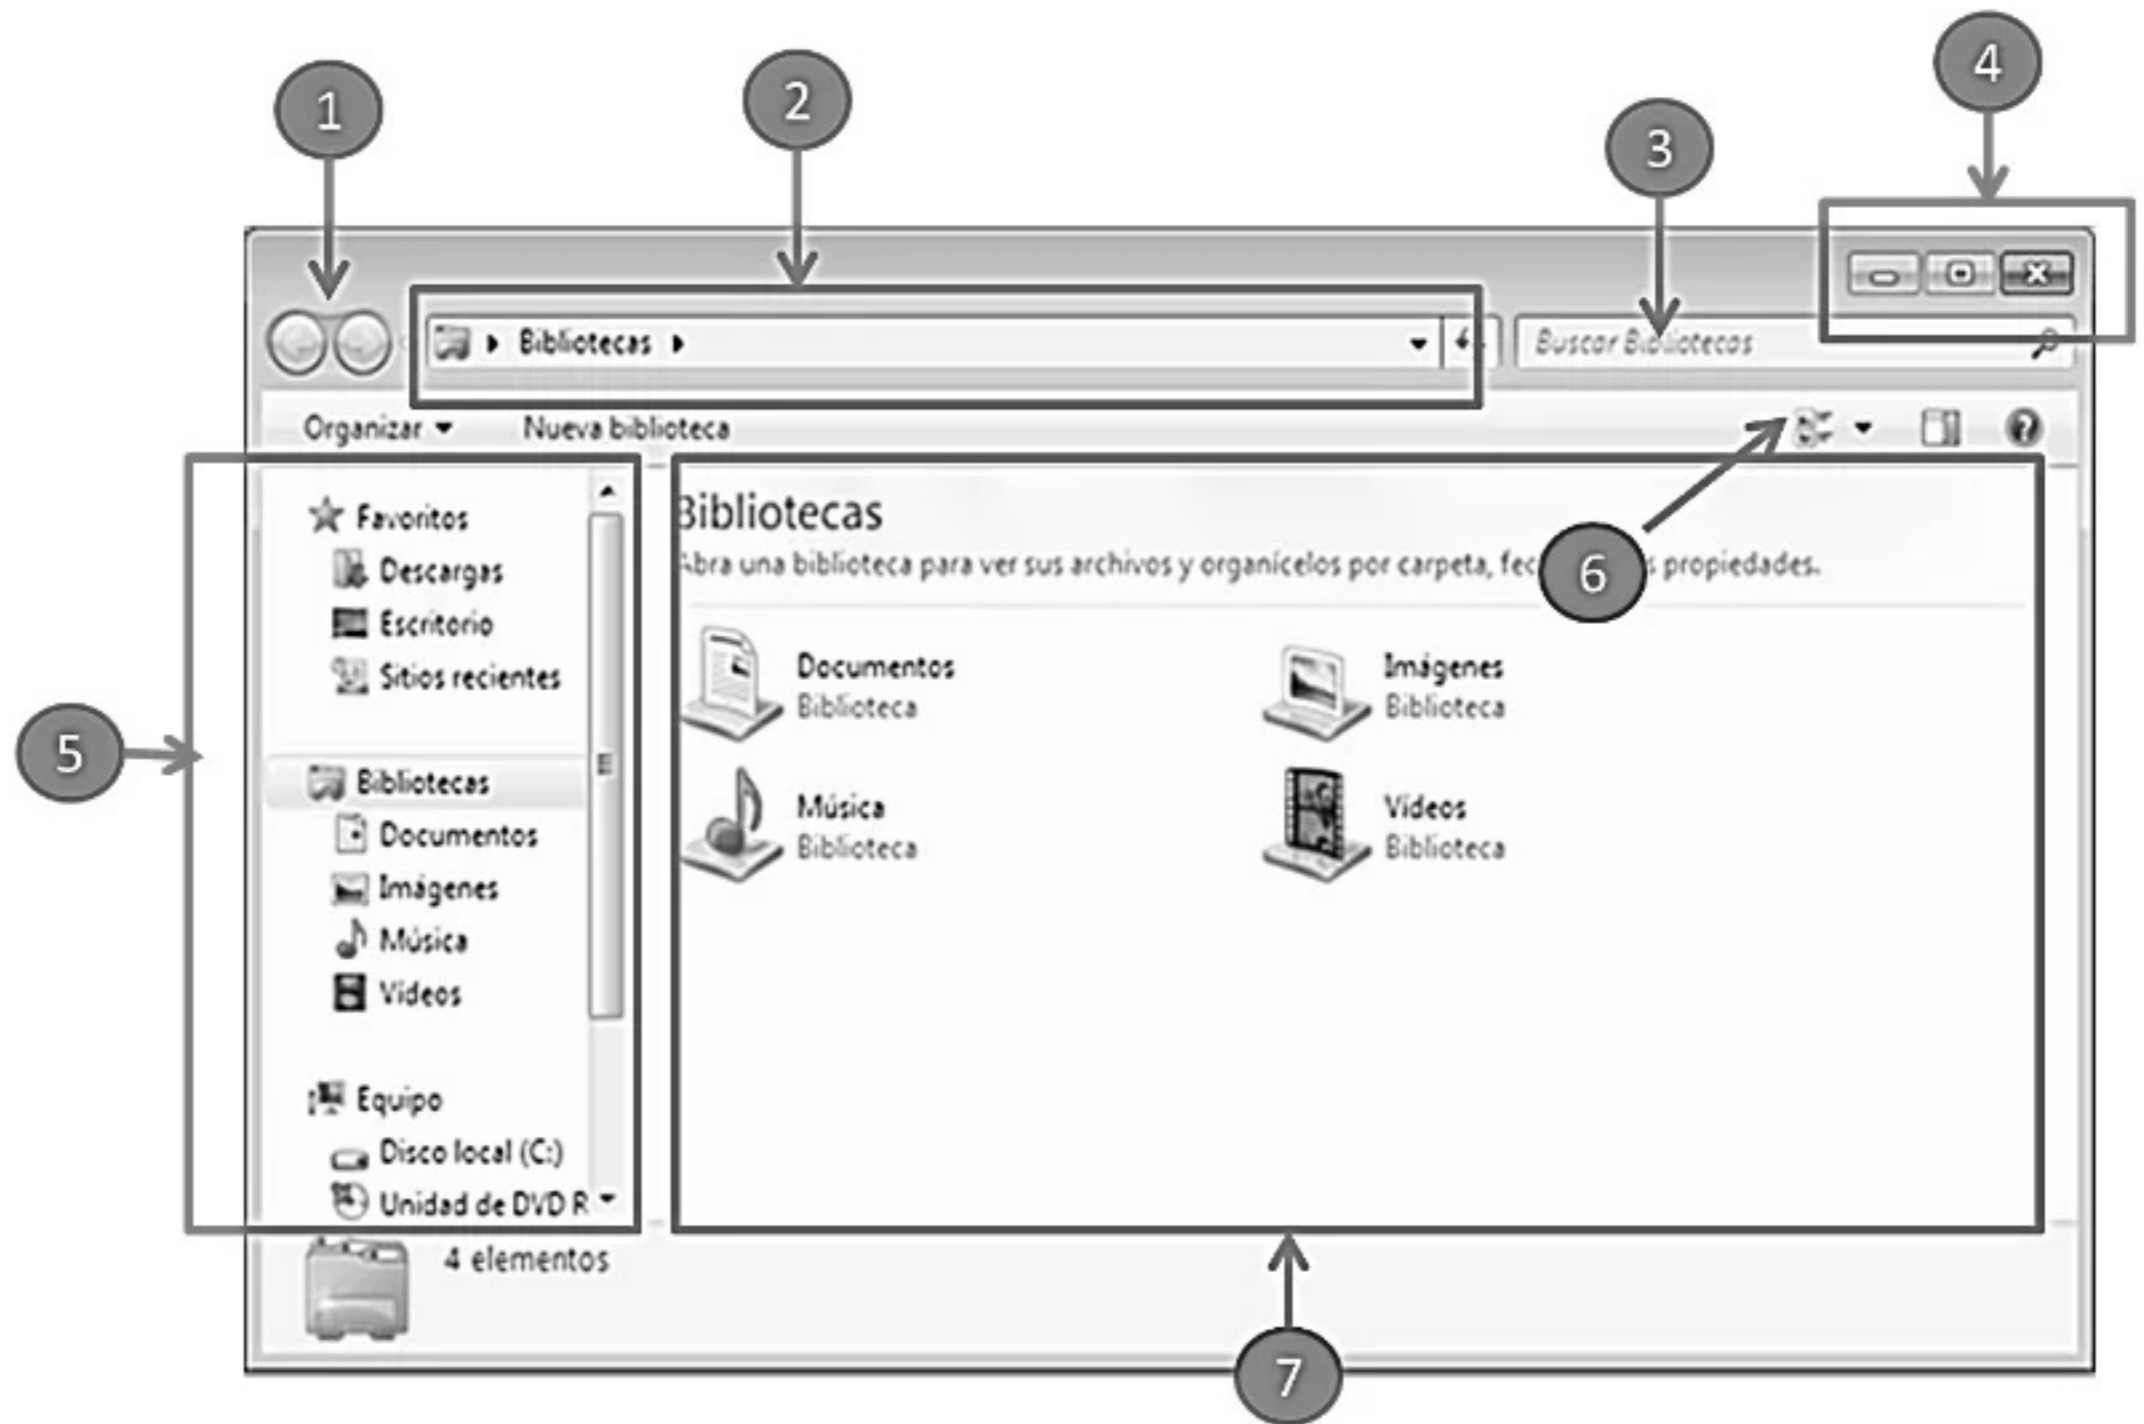 4
2
1
3
Bibliotecas
Buscar Bibliotecas
Organizar
Nueva biblioteca
Favoritos
Descargas
Escritorio
Sitios recientes
5
Bibliotecas
Documentos
Imágenes
Música
Vídeos
Equipo
Disco local (C:)
Unidad de DVD R
Bibliotecas
Abra una biblioteca para ver sus archivos y organícelos por carpeta, propiedades.
6
Documentos
Biblioteca
Imágenes
Biblioteca
Música
Biblioteca
Vídeos
Biblioteca
4 elementos
7